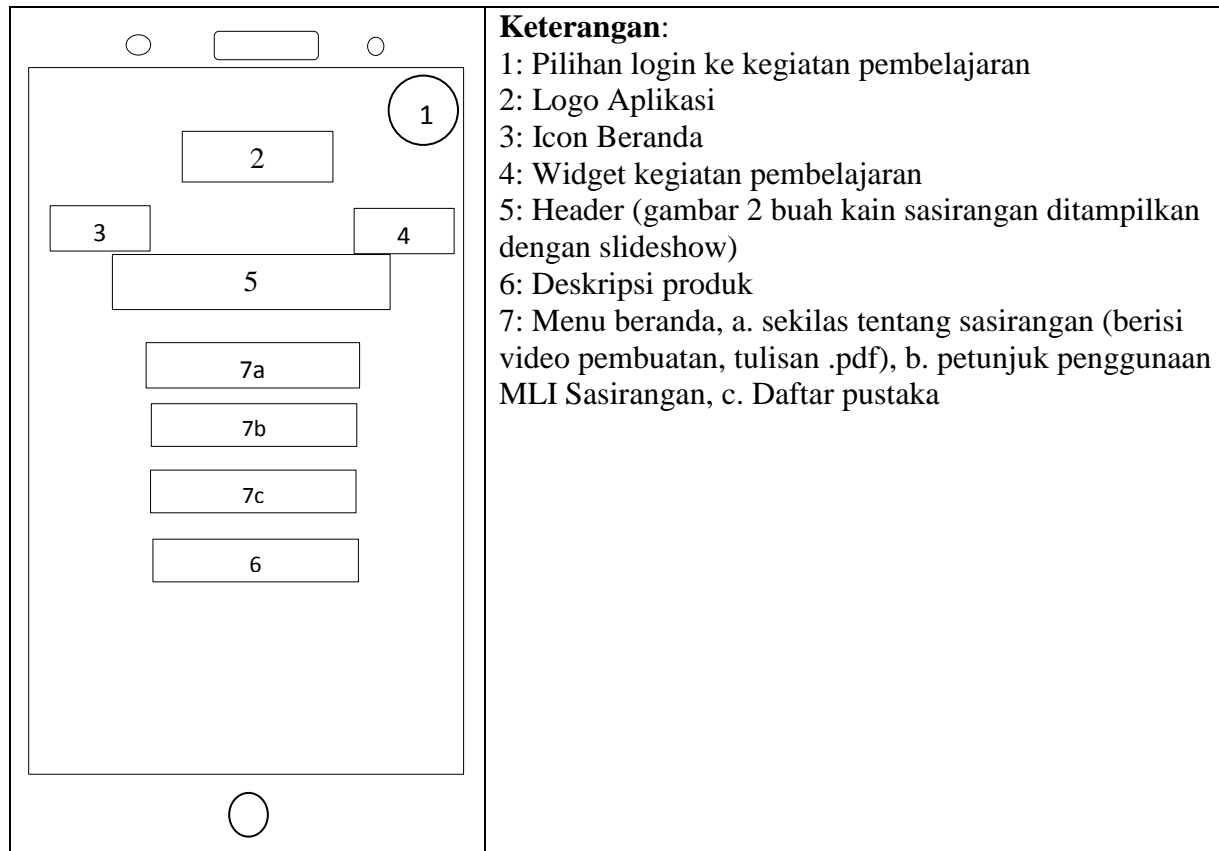 1
2
3
4
5
7a
7b
7c
6
Keterangan:
1: Pilihan login ke kegiatan pembelajaran
2: Logo Aplikasi
3: Icon Beranda
4: Widget kegiatan pembelajaran
5: Header (gambar 2 buah kain sasirangan ditampilkan
dengan slideshow)
6: Deskripsi produk
7: Menu beranda, a. sekilas tentang sasirangan (berisi
video pembuatan, tulisan .pdf), b. petunjuk penggunaan
MLI Sasirangan, c. Daftar pustaka